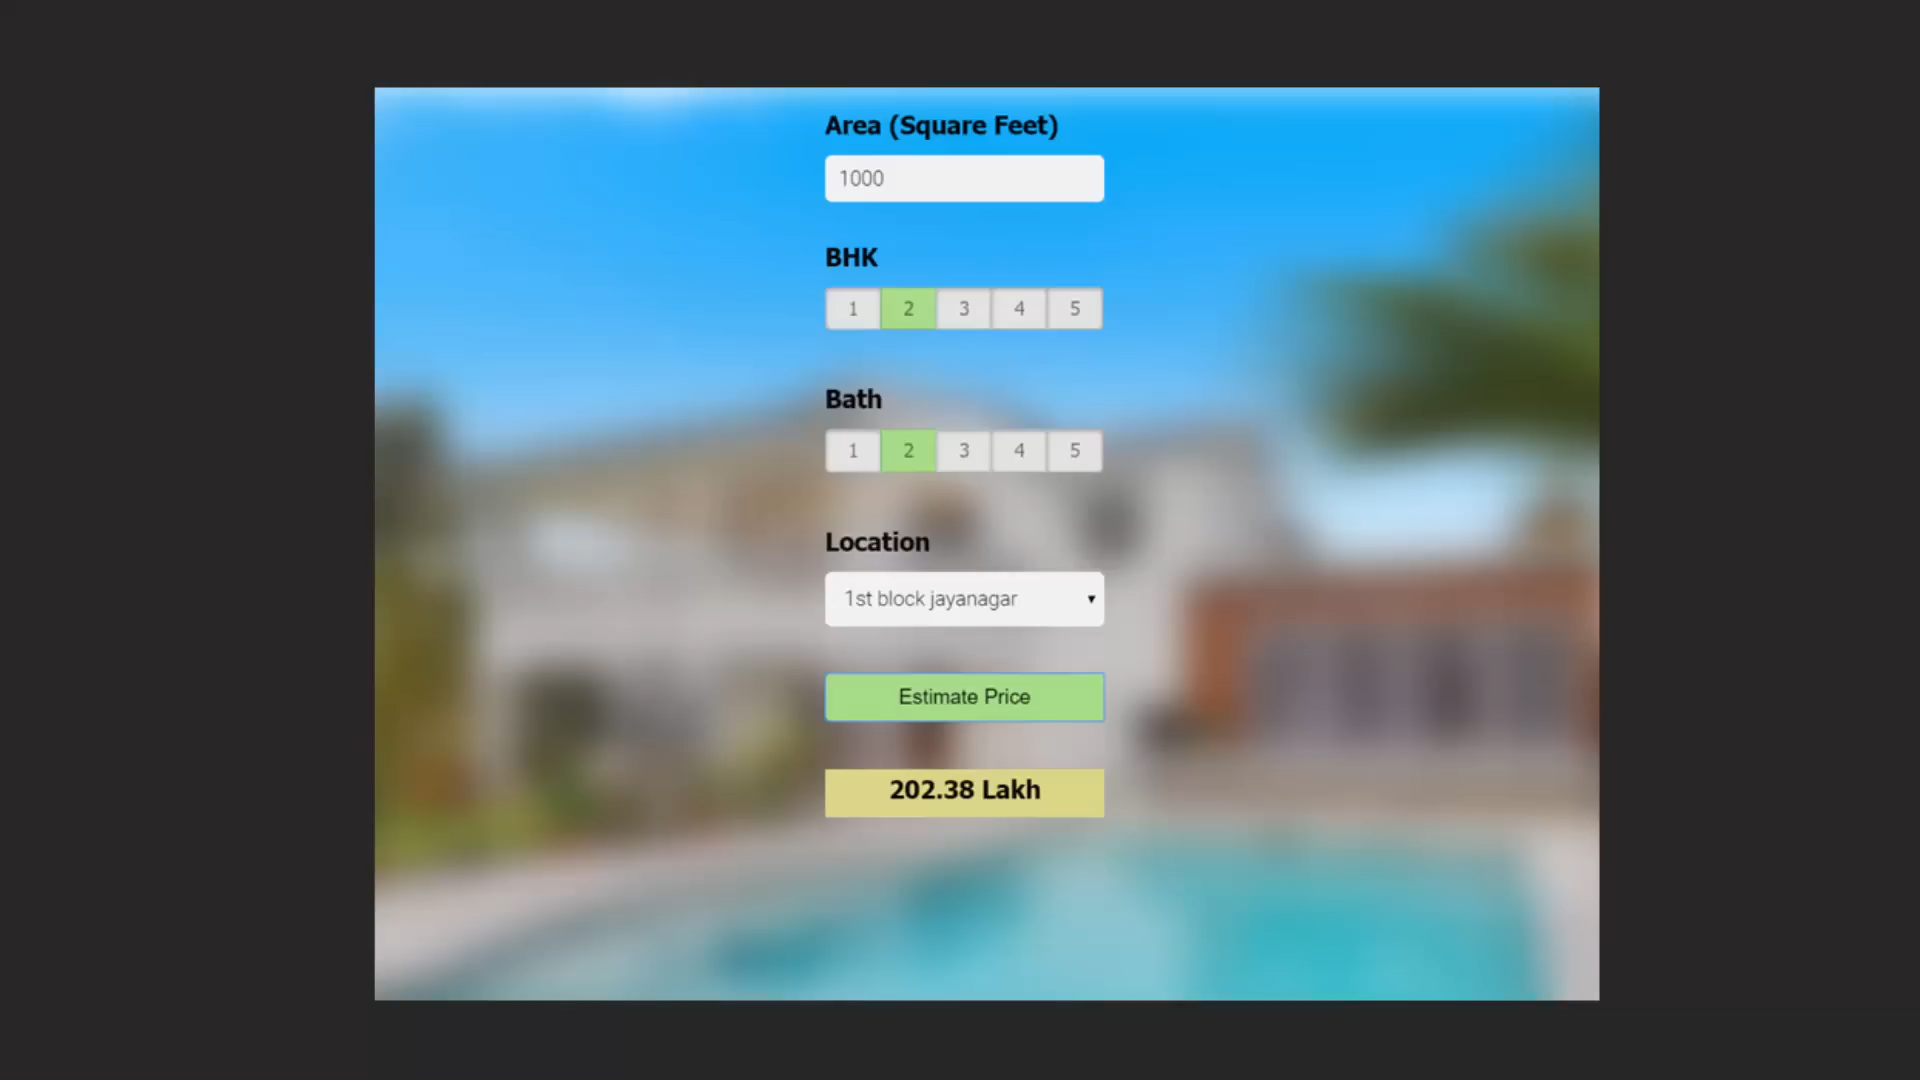 Area (Square Feet)
1000
BHK
1 2 3 4 5
Bath
1 2 3 4 5
Location
1st block jayanagar
Estimate Price
202.38 Lakh